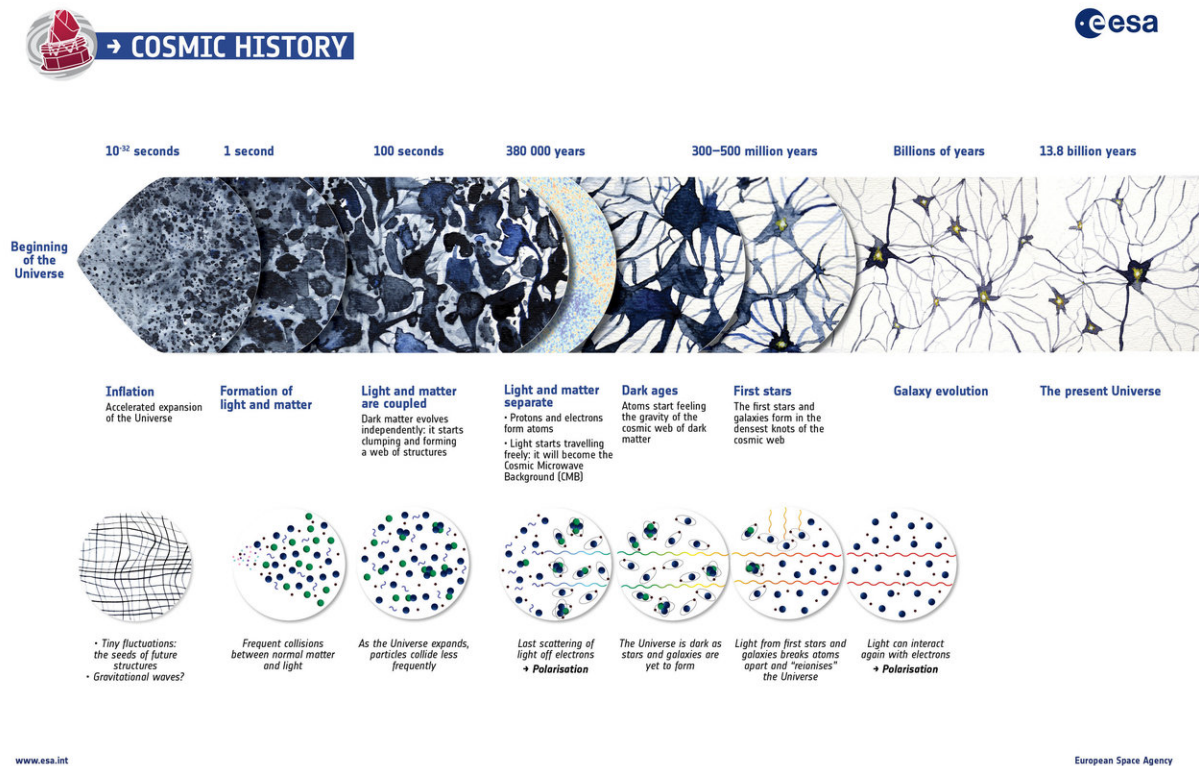 → COSMIC HISTORY
esa
10⁻³² seconds
1 second
100 seconds
380 000 years
300–500 million years
Billions of years
13.8 billion years
Beginning
of the
Universe
Inflation
Accelerated expansion
of the Universe
Formation of
light and matter
Light and matter
are coupled
Dark matter evolves
independently: it starts
clumping and forming
a web of structures
Light and matter
separate
• Protons and electrons
form atoms
• Light starts travelling
freely: it will become the
Cosmic Microwave
Background (CMB)
Dark ages
Atoms start feeling
the gravity of the
cosmic web of dark
matter
First stars
The first stars and
galaxies form in the
densest knots of the
cosmic web
Galaxy evolution
The present Universe
• Tiny fluctuations:
the seeds of future
structures
• Gravitational waves?
Frequent collisions
between normal matter
and light
As the Universe expands,
particles collide less
frequently
Last scattering of
light off electrons
→ Polarisation
The Universe is dark as
stars and galaxies are
yet to form
Light from first stars and
galaxies breaks atoms
apart and “reionises”
the Universe
Light can interact
again with electrons
→ Polarisation
www.esa.int
European Space Agency